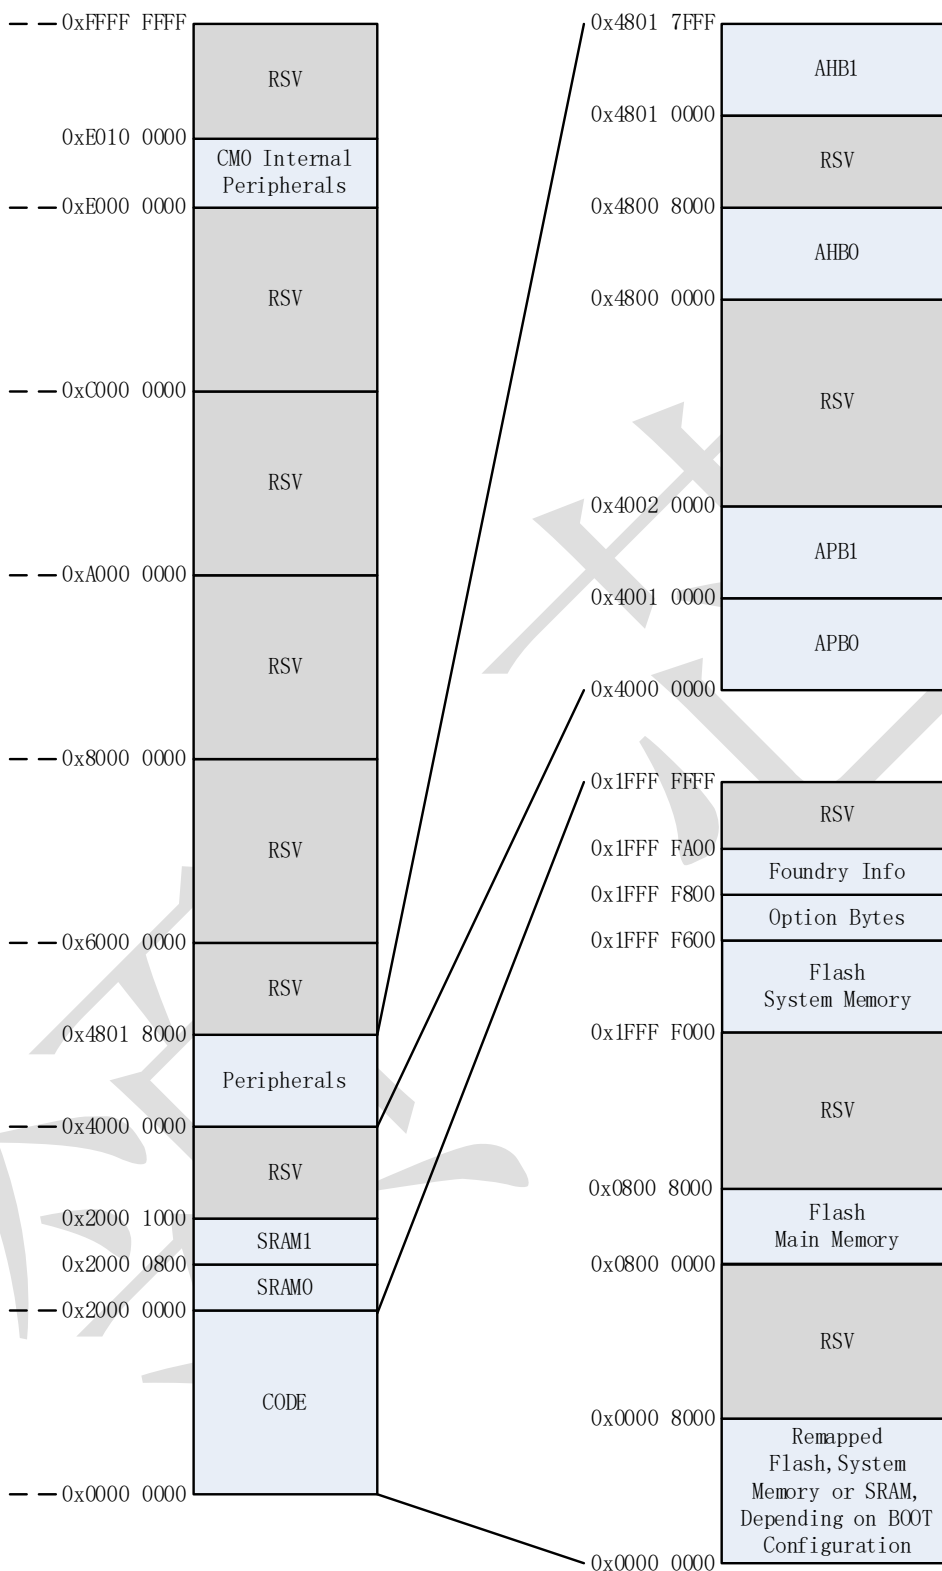 0xFFFF FFFF
RSV
0xE010 0000
CM0 Internal
Peripherals
0xE000 0000
RSV
0xC000 0000
RSV
0xA000 0000
RSV
0x8000 0000
RSV
0x6000 0000
RSV
0x4801 8000
Peripherals
0x4000 0000
RSV
0x2000 1000
SRAM1
0x2000 0800
SRAM0
0x2000 0000
CODE
0x0000 0000
0x4801 7FFF
AHB1
0x4801 0000
RSV
0x4800 8000
AHB0
0x4800 0000
RSV
0x4002 0000
APB1
0x4001 0000
APB0
0x4000 0000
0x1FFF FFFF
RSV
0x1FFF FA00
Foundry Info
0x1FFF F800
Option Bytes
0x1FFF F600
Flash
System Memory
0x1FFF F000
RSV
0x0800 8000
Flash
Main Memory
0x0800 0000
RSV
0x0000 8000
Remapped
Flash,System
Memory or SRAM,
Depending on BOOT
Configuration
0x0000 0000